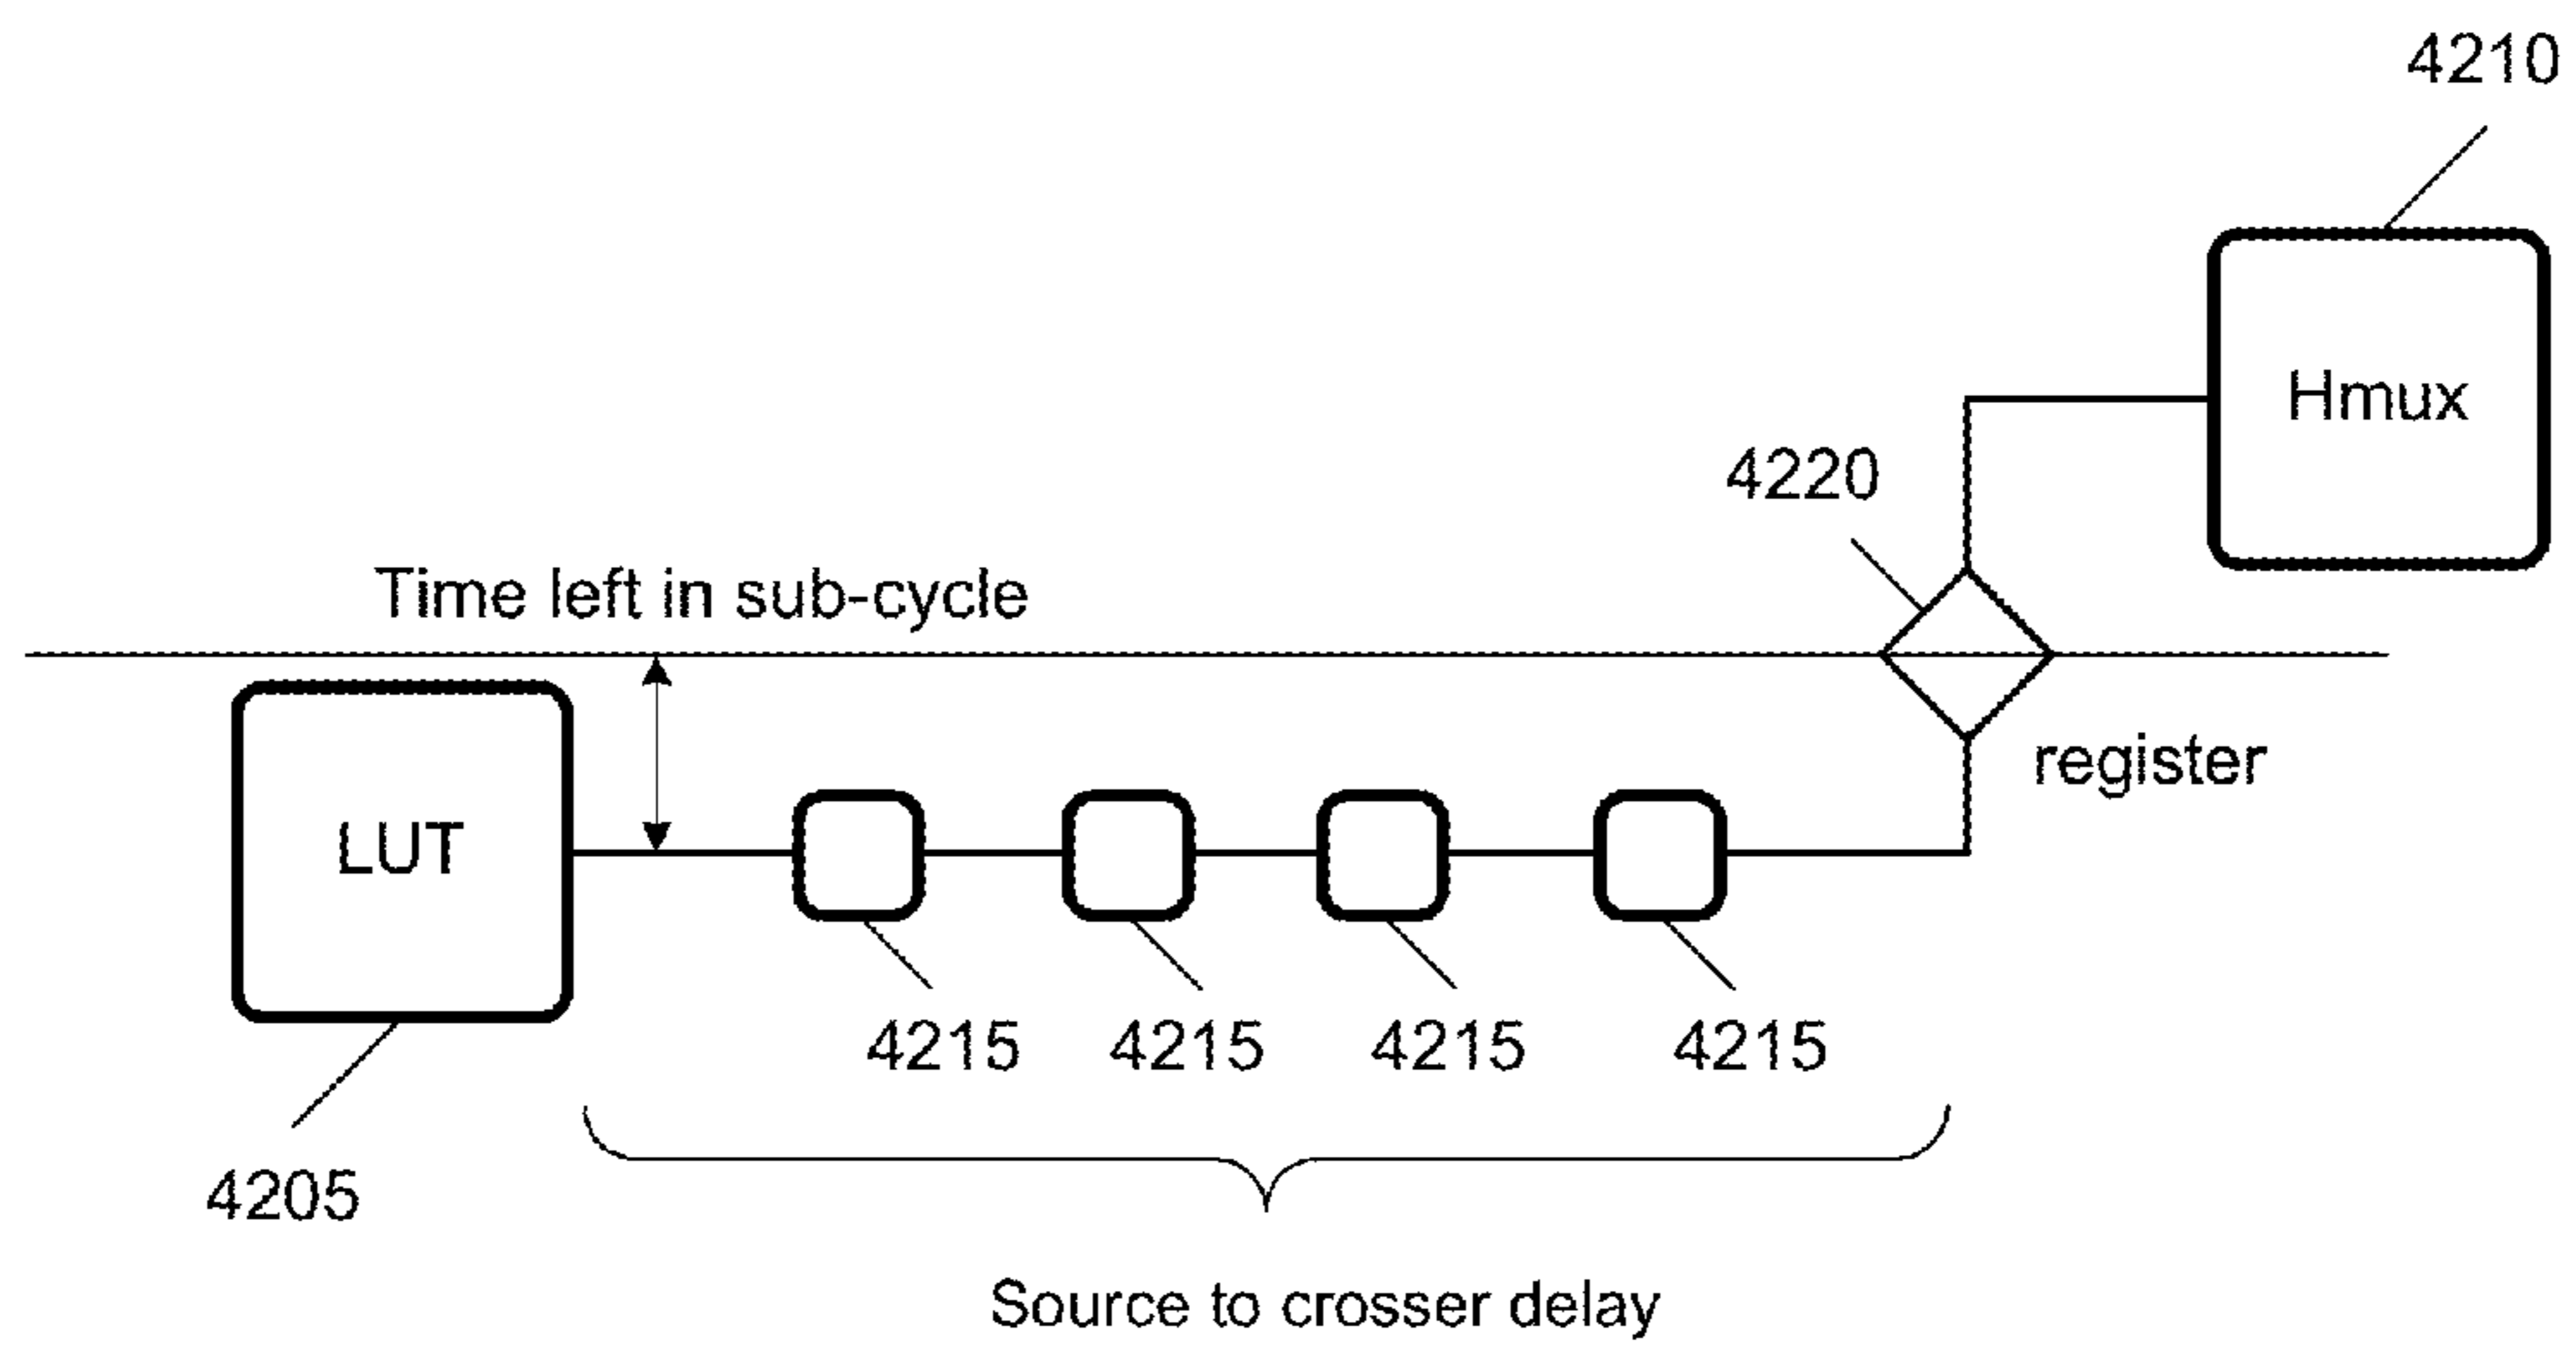 4210
Hmux
4220
Time left in sub-cycle
register
LUT
4215
4215
4215
4215
4205
Source to crosser delay